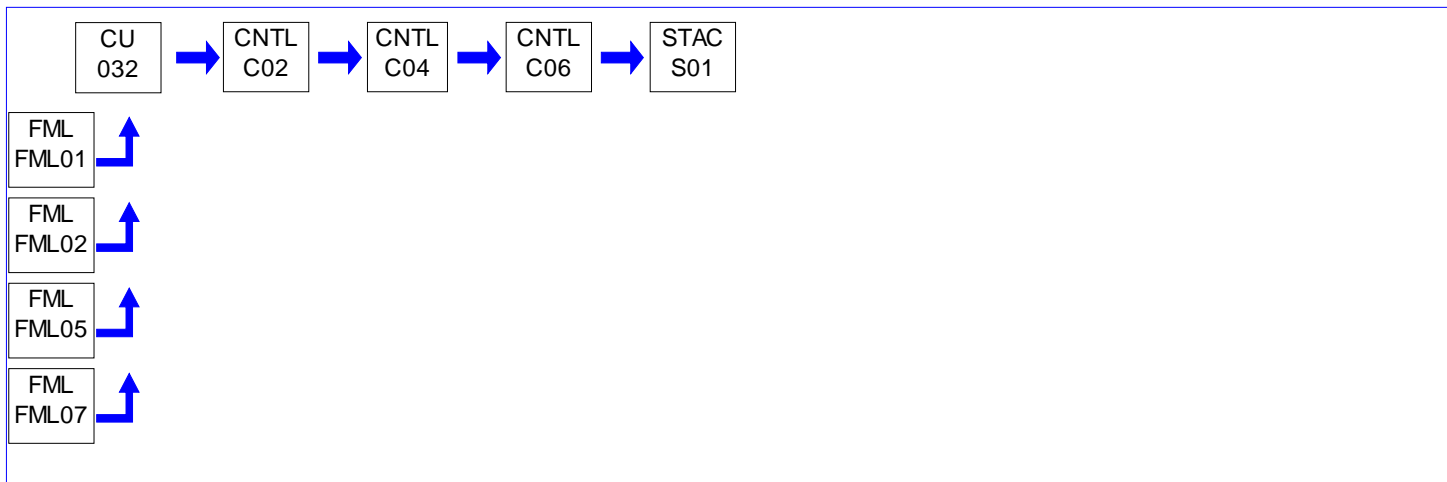 CU
032
CNTL
C02
CNTL
C04
CNTL
C06
STAC
S01
FML
FML01
FML
FML02
FML
FML05
FML
FML07